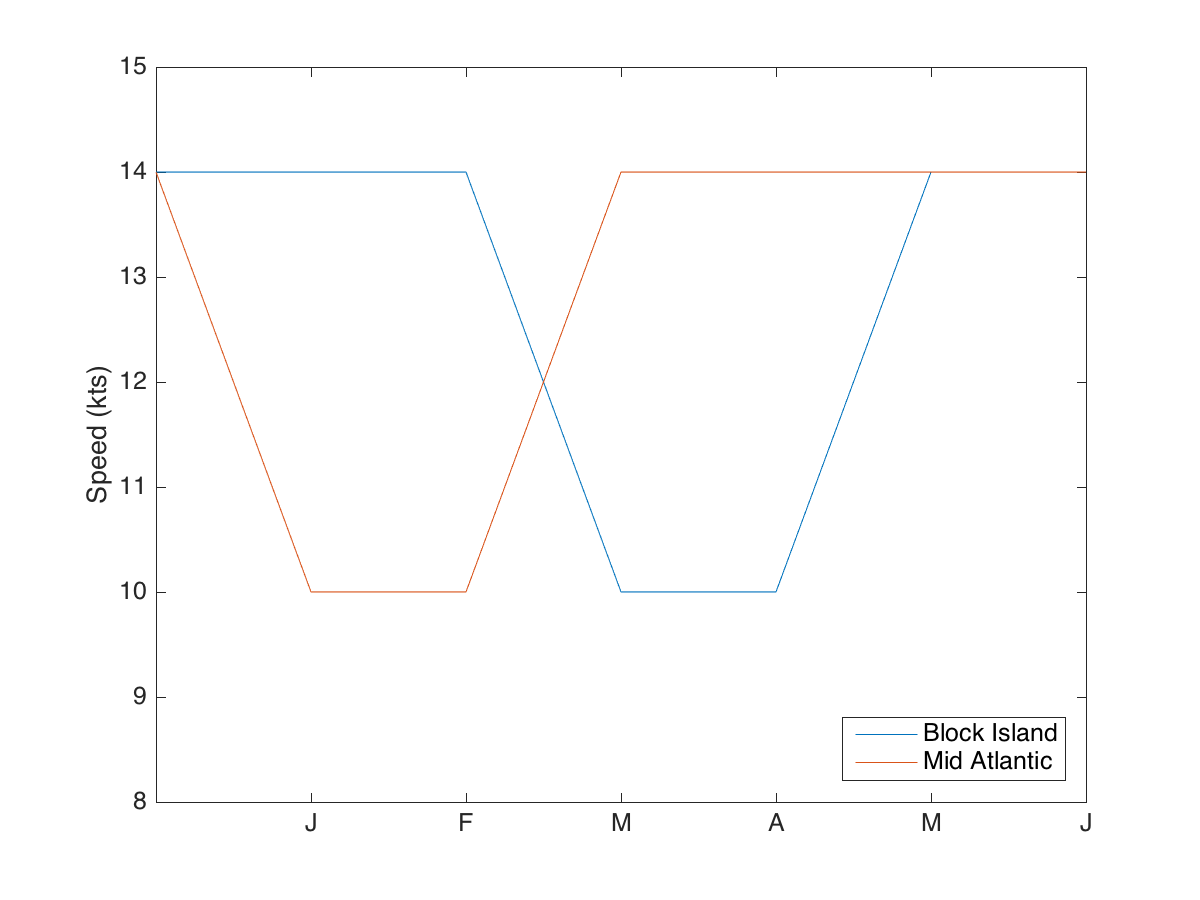 15
14
13
12
11
10
9
8
Speed (kts)
J F M A M J
Block Island
Mid Atlantic